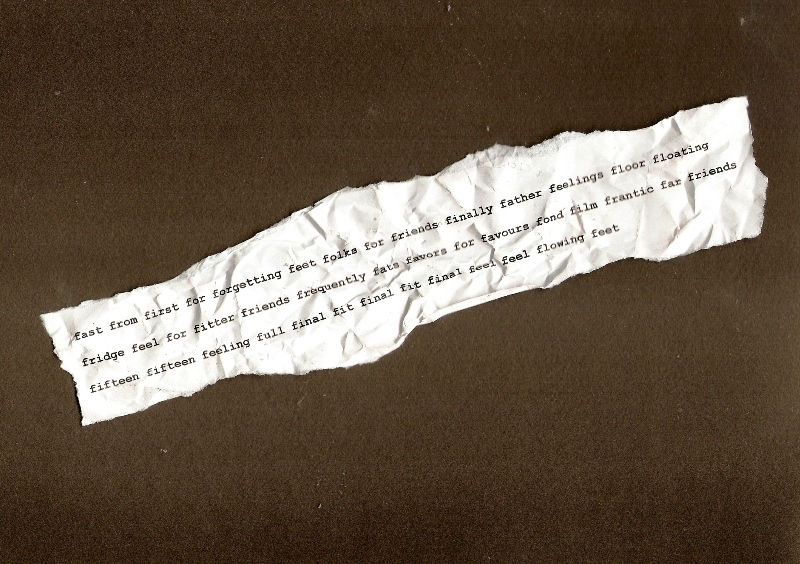 fast from first for forgetting feet folks for friends finally father feelings floor floating
fridge feel for fitter friends frequently fats favors for favours fond film frantic far friends
fifteen fifteen feeling full final fit final fit final feel feel flowing feet